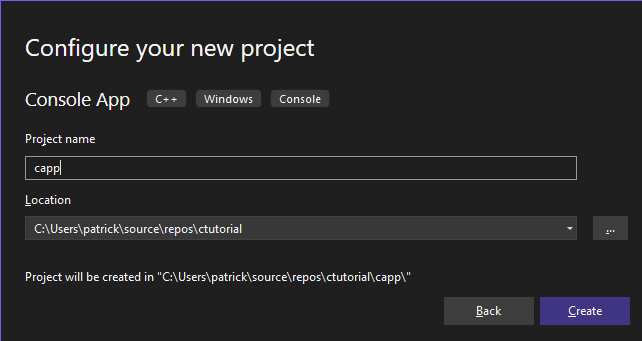 Configure your new project
Console App C++ Windows Console
Project name
capp
Location
C:\Users\patrick\source\repos\ctutorial ...
Project will be created in "C:\Users\patrick\source\repos\ctutorial\capp\"
Back Create